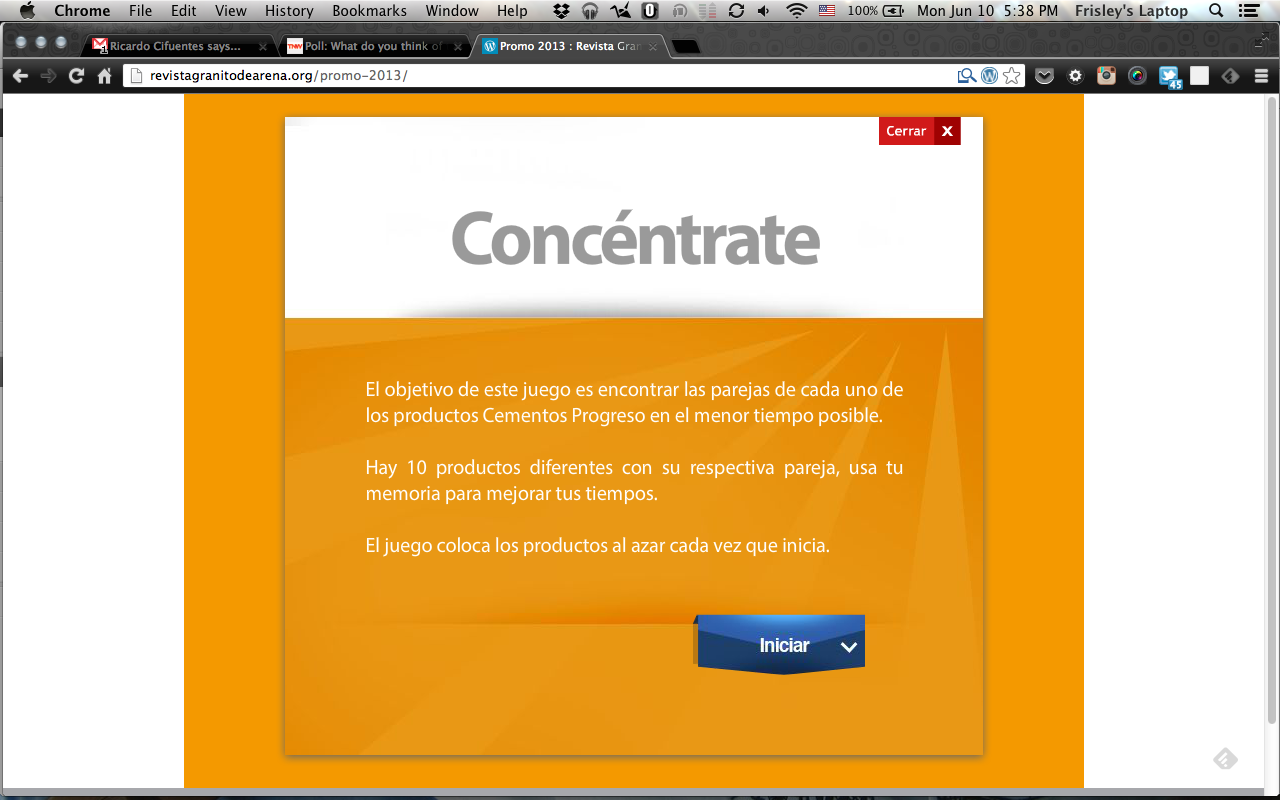 Chrome File Edit View History Bookmarks Window Help 100% Mon Jun 10 5:38 PM Frisley's Laptop
Ricardo Cifuentes says... Poll: What do you think of Promo 2013 : Revista Gran
revistagranitodearena.org/promo-2013/
45
Cerrar X
Concéntrate
El objetivo de este juego es encontrar las parejas de cada uno de
los productos Cementos Progreso en el menor tiempo posible.
Hay 10 productos diferentes con su respectiva pareja, usa tu
memoria para mejorar tus tiempos.
El juego coloca los productos al azar cada vez que inicia.
Iniciar